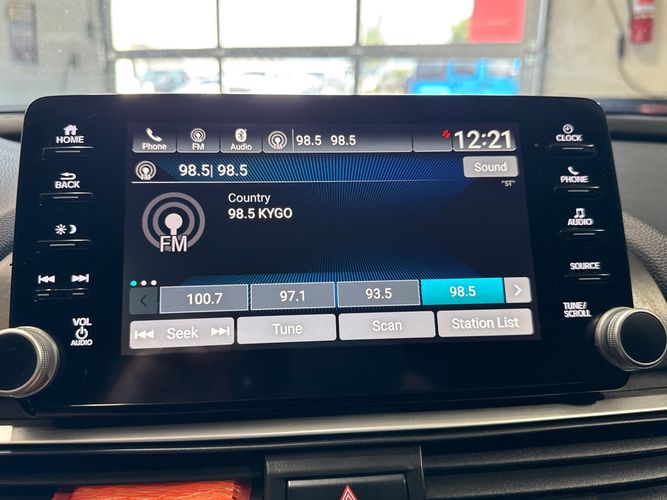 HOME
BACK
VOL
AUDIO
Phone
FM
Audio
98.5 98.5
12:21
98.5| 98.5
Sound
"ST"
Country
98.5 KYGO
FM
100.7
97.1
93.5
98.5
Seek
Tune
Scan
Station List
CLOCK
PHONE
AUDIO
SOURCE
TUNE/
SCROLL